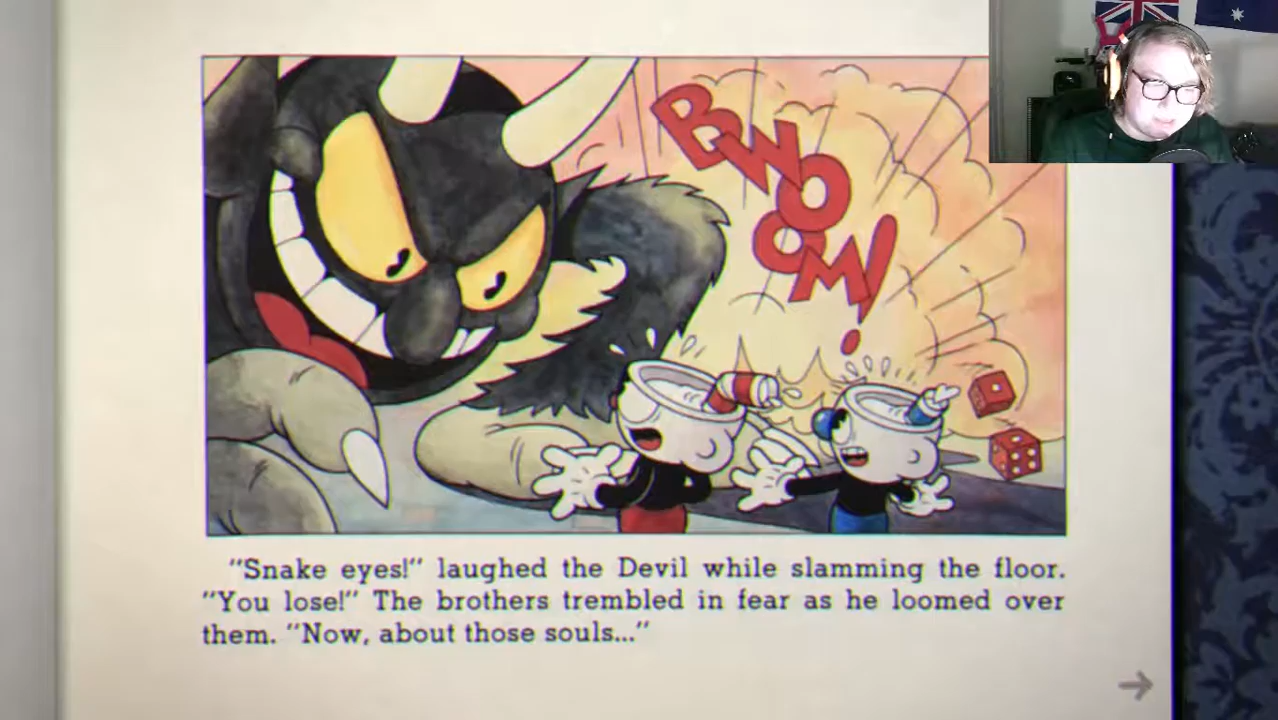 BWOOM!
“Snake eyes!” laughed the Devil while slamming the floor.
“You lose!” The brothers trembled in fear as he loomed over
them. “Now, about those souls...”